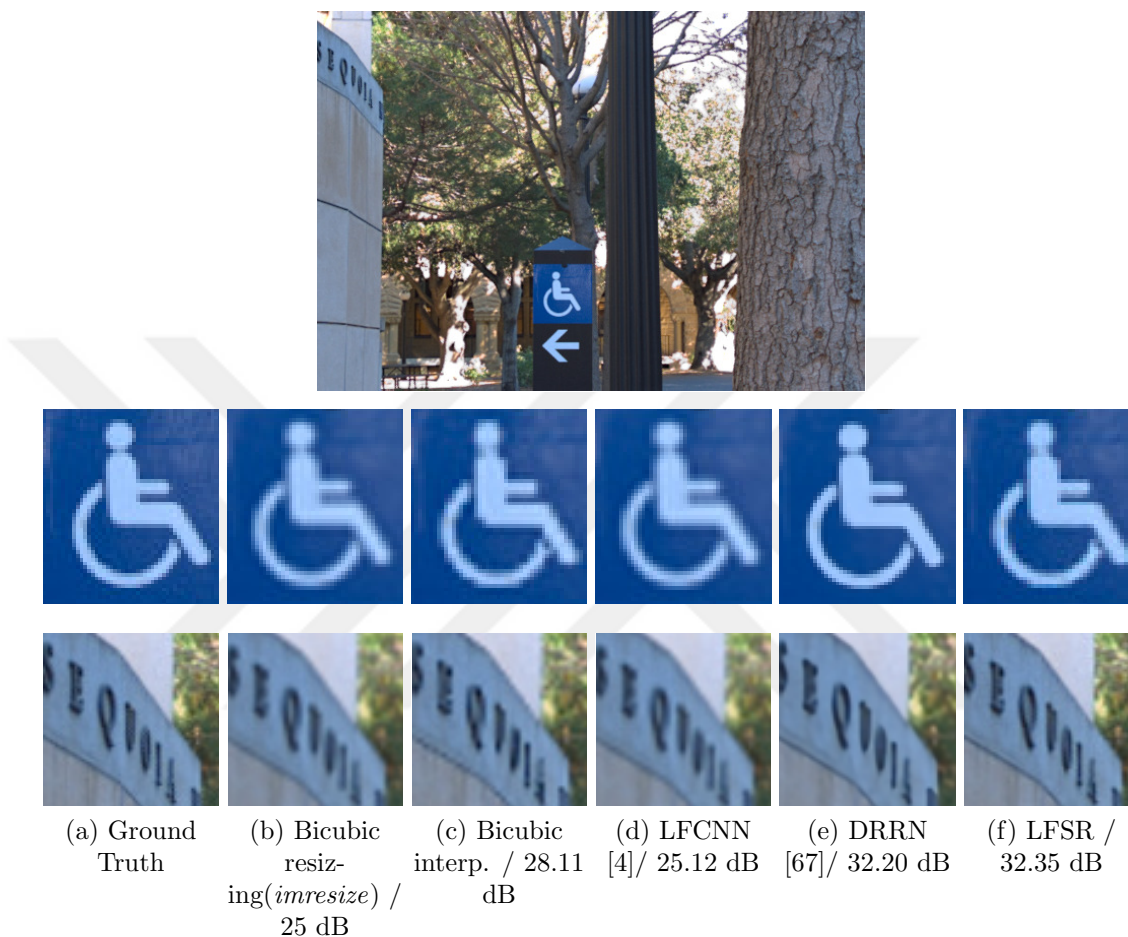 SEQUOIA
SEQUOIA
SEQUOIA
SEQUOIA
SEQUOIA
SEQUOIA
SEQUOIA
(a) Ground
Truth
(b) Bicubic
resiz-
ing(imresize) /
25 dB
(c) Bicubic
interp. / 28.11
dB
(d) LFCNN
[4]/ 25.12 dB
(e) DRRN
[67]/ 32.20 dB
(f) LFSR /
32.35 dB